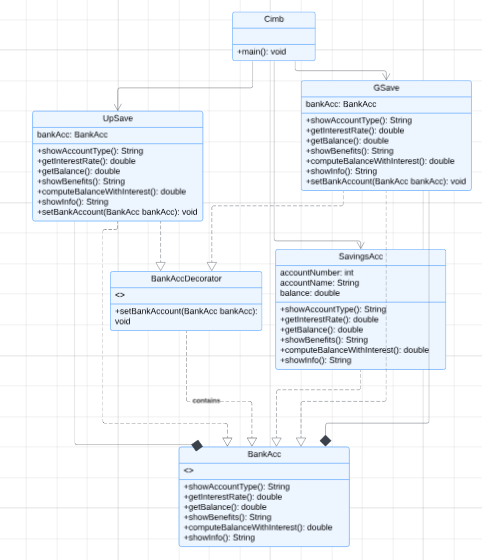 Cimb
+main(): void
GSave
bankAcc: BankAcc
+showAccountType(): String
+getInterestRate(): double
+getBalance(): double
+showBenefits(): String
+computeBalanceWithInterest(): double
+showInfo(): String
+setBankAccount(BankAcc bankAcc): void
UpSave
bankAcc: BankAcc
+showAccountType(): String
+getInterestRate(): double
+getBalance(): double
+showBenefits(): String
+computeBalanceWithInterest(): double
+showInfo(): String
+setBankAccount(BankAcc bankAcc): void
SavingsAcc
accountNumber: int
accountName: String
balance: double
+showAccountType(): String
+getInterestRate(): double
+getBalance(): double
+showBenefits(): String
+computeBalanceWithInterest(): double
+showInfo(): String
BankAccDecorator
<>
+setBankAccount(BankAcc bankAcc):
void
contains
BankAcc
<>
+showAccountType(): String
+getInterestRate(): double
+getBalance(): double
+showBenefits(): String
+computeBalanceWithInterest(): double
+showInfo(): String